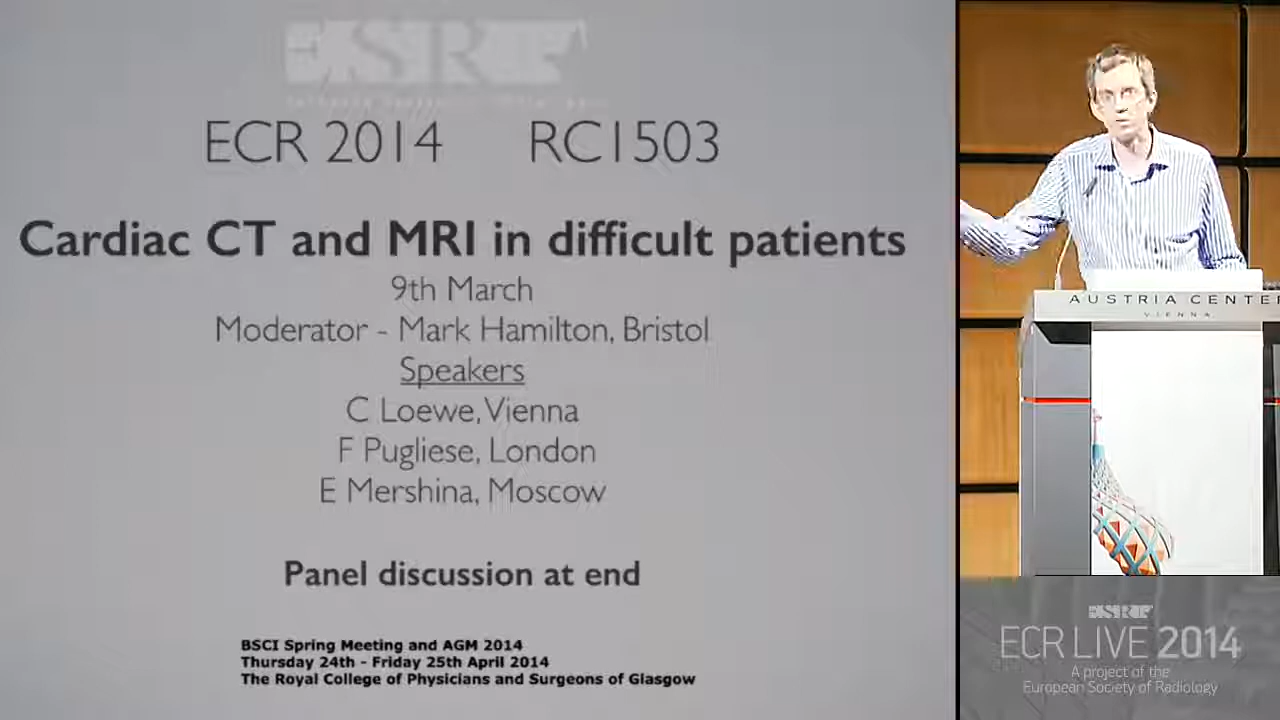 ECR 2014 RC1503
Cardiac CT and MRI in difficult patients
9th March
Moderator - Mark Hamilton, Bristol
Speakers
C Loewe, Vienna
F Pugliese, London
E Mershina, Moscow
Panel discussion at end
BSCI Spring Meeting and AGM 2014
Thursday 24th - Friday 25th April 2014
The Royal College of Physicians and Surgeons of Glasgow
AUSTRIA CENTER
VIENNA
ECR LIVE 2014
A project of the
European Society of Radiology